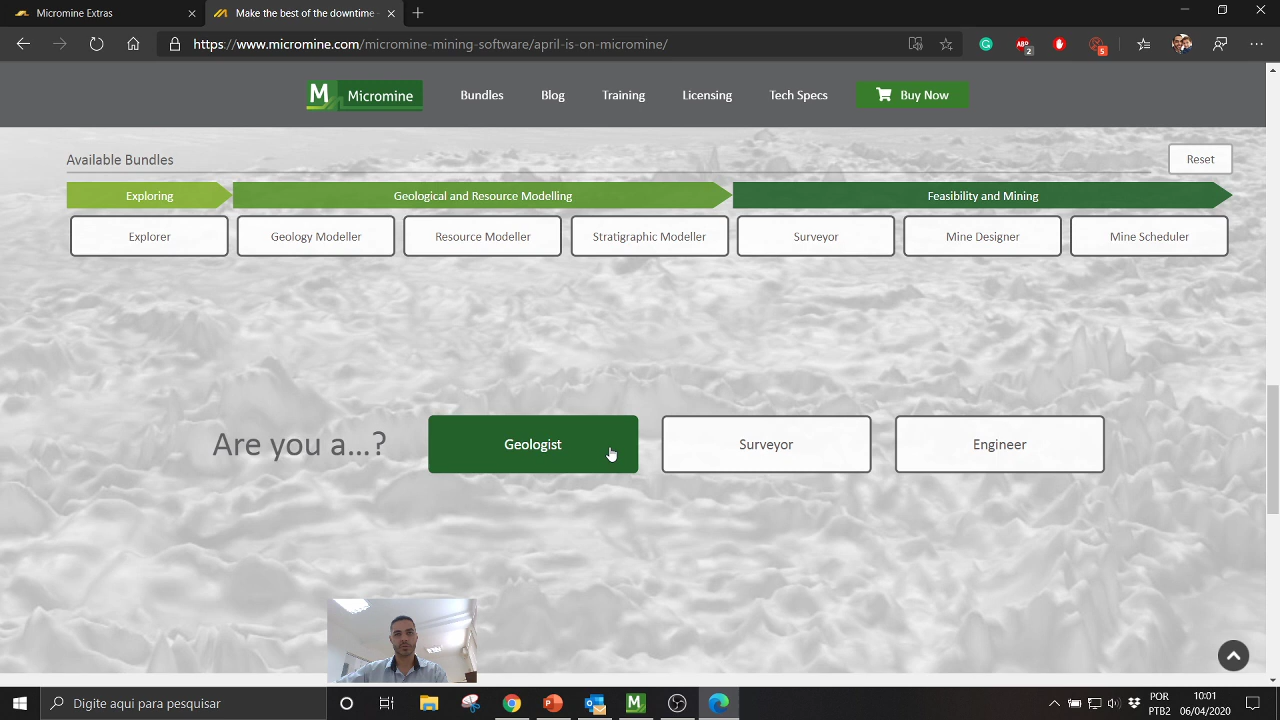 Micromine Extras
Make the best of the downtime
https://www.micromine.com/micromine-mining-software/april-is-on-micromine/
ABP
2
5
M Micromine
Bundles
Blog
Training
Licensing
Tech Specs
Buy Now
Available Bundles
Reset
Exploring
Geological and Resource Modelling
Feasibility and Mining
Explorer
Geology Modeller
Resource Modeller
Stratigraphic Modeller
Surveyor
Mine Designer
Mine Scheduler
Are you a...?
Geologist
Surveyor
Engineer
Digite aqui para pesquisar
POR
PTB2
10:01
06/04/2020